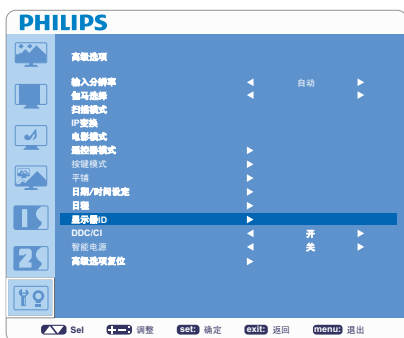 PHILIPS
高级选项
输入分辨率 自动
伽马选择
扫描模式
IP变换
电影模式
遥控器模式
按键模式
平铺
日期/时间设定
日程
显示器ID
DDC/CI 开
智能电源 关
高级选项复位
Sel 调整 set: 确定 exit: 返回 menu: 退出